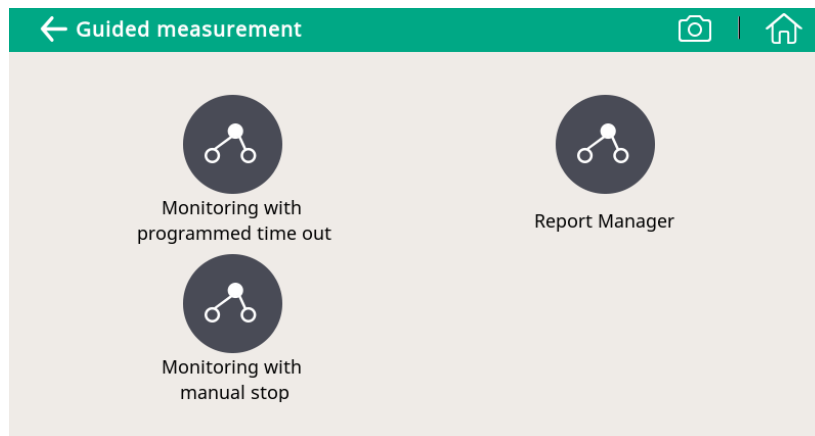 Guided measurement
Monitoring with
programmed time out
Report Manager
Monitoring with
manual stop